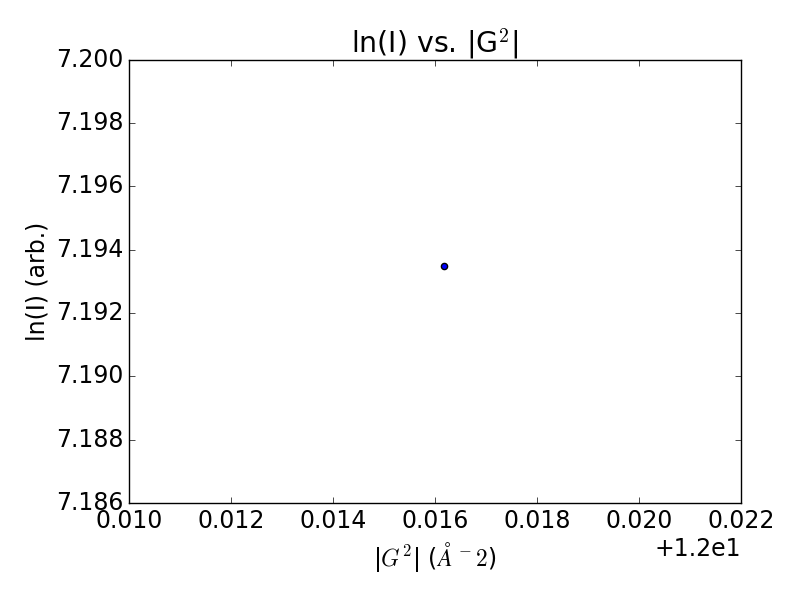 ln(I) vs. |G²|
7.200
7.198
7.196
7.194
7.192
7.190
7.188
7.186
ln(I) (arb.)
0.010 0.012 0.014 0.016 0.018 0.020 0.022
+1.2e1
|G²| (Å⁻2)